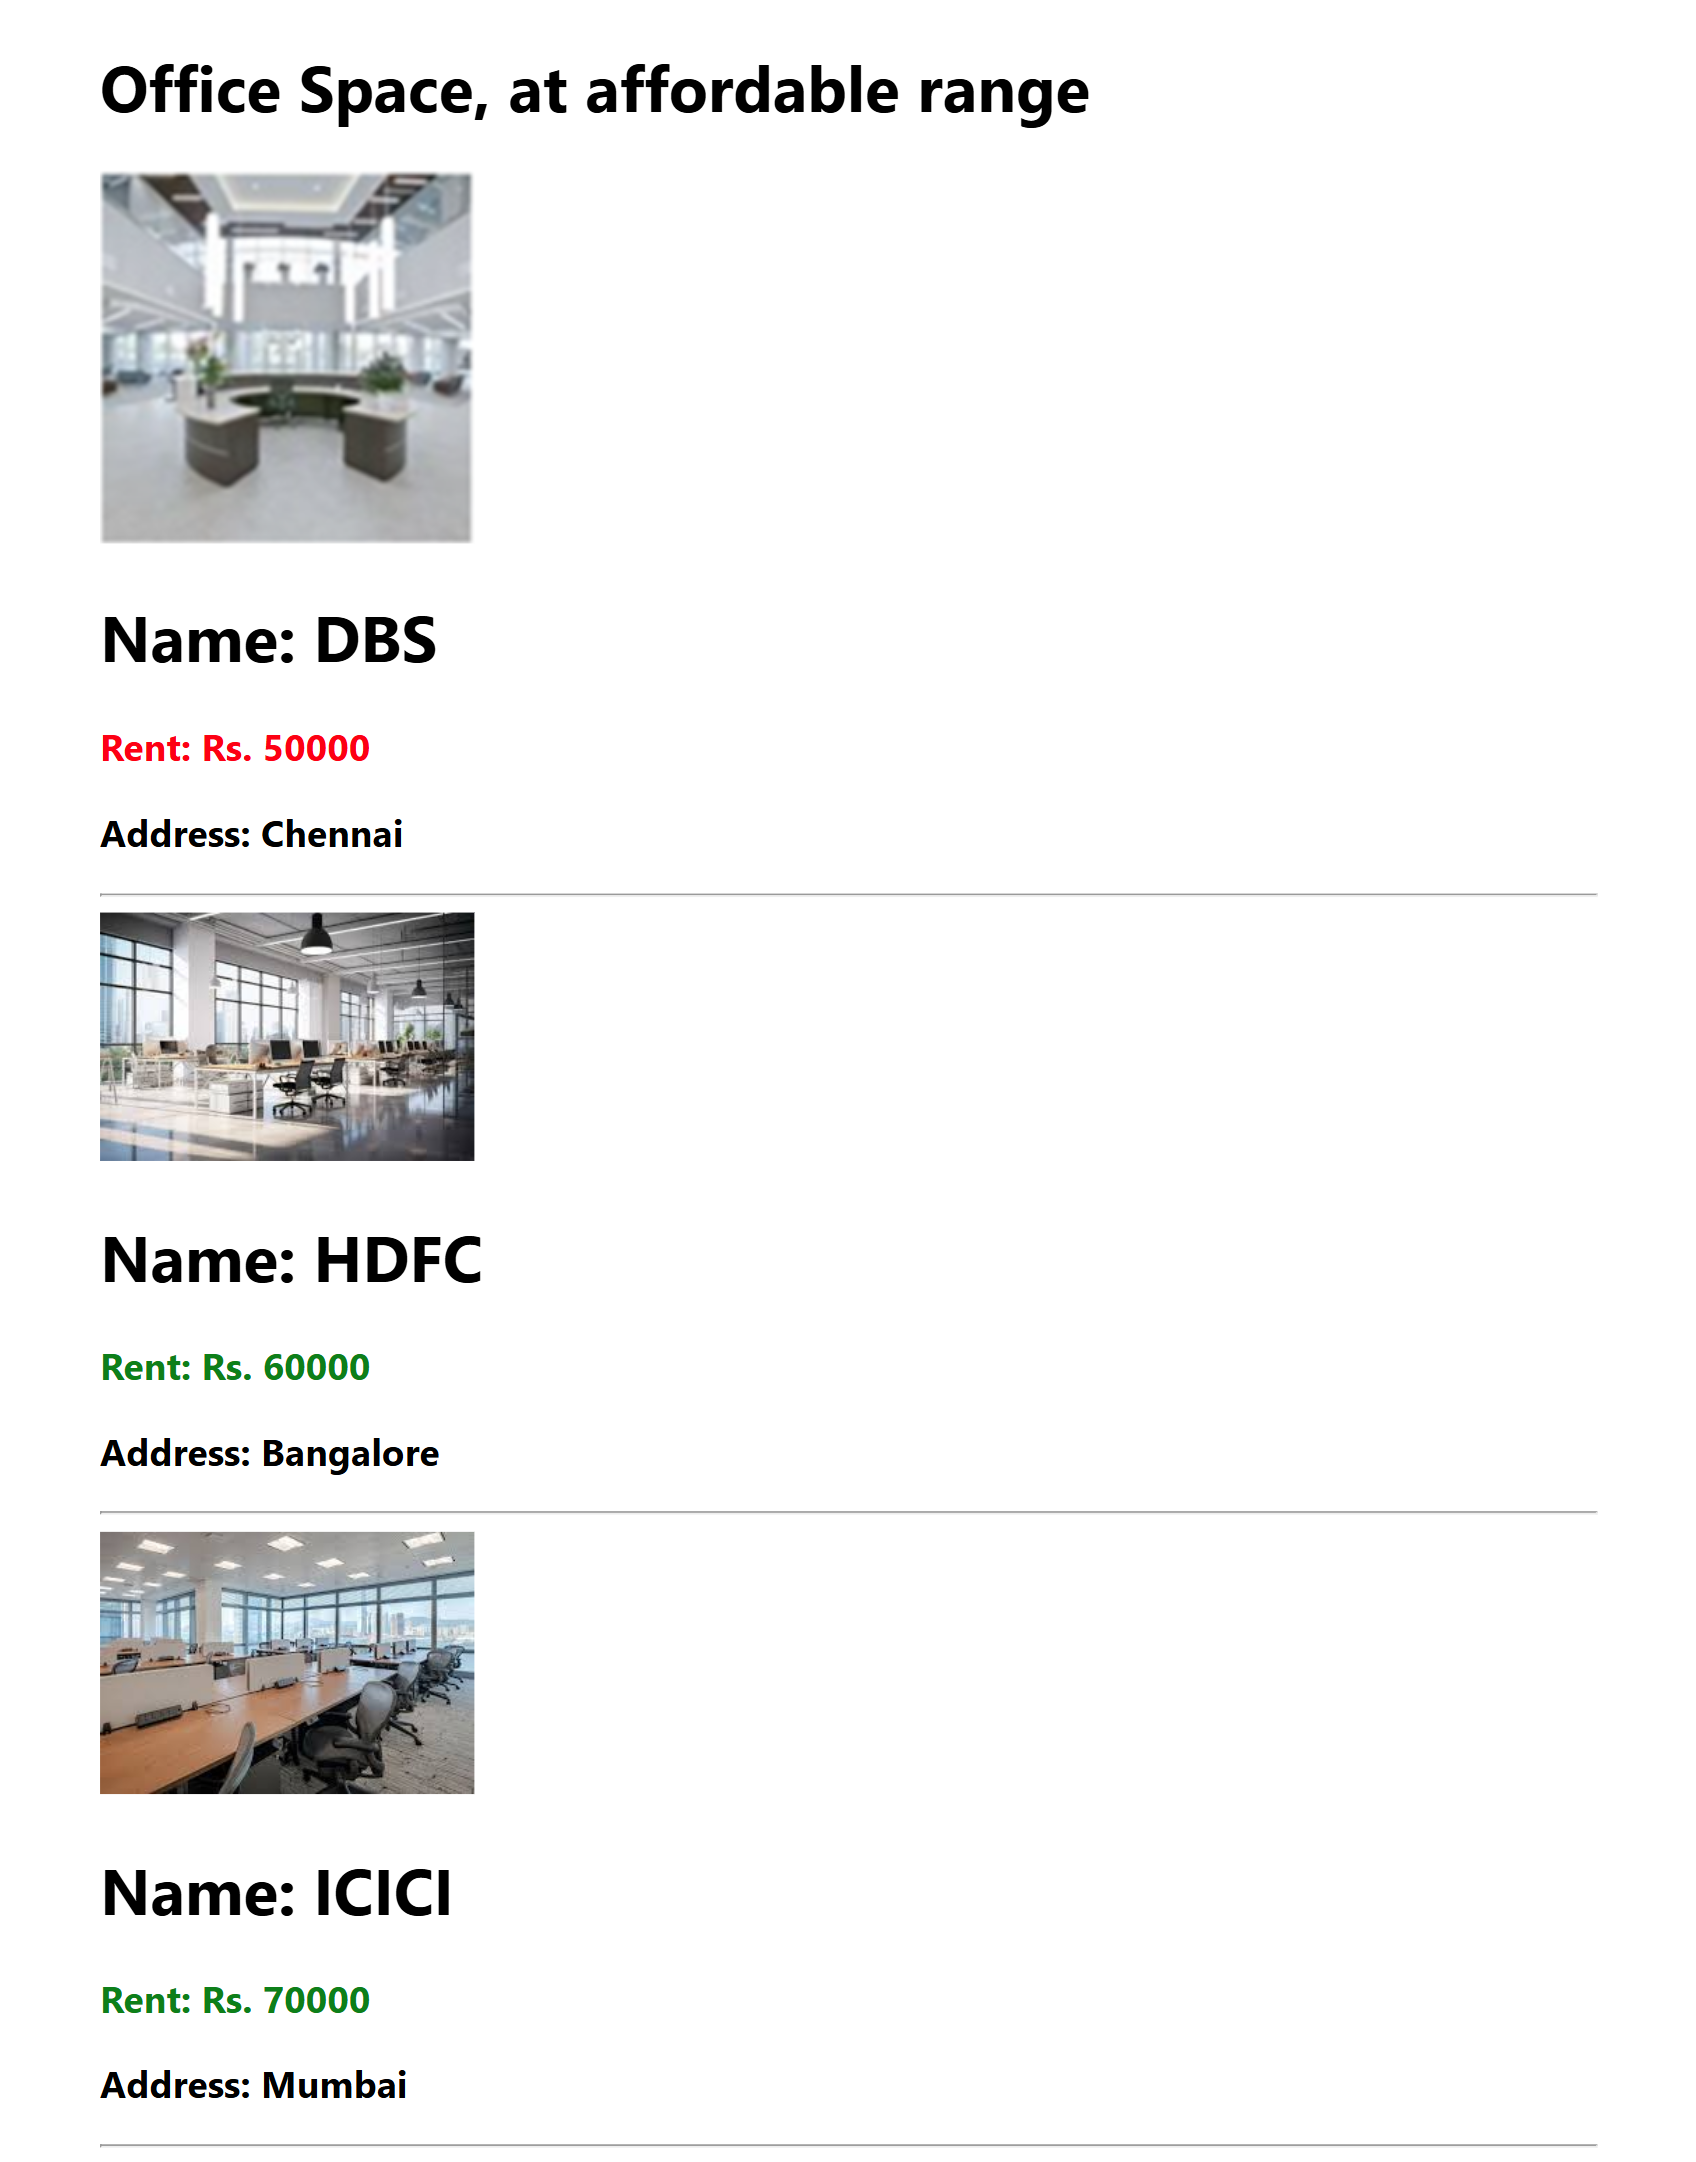 Office Space, at affordable range
Name: DBS
Rent: Rs. 50000
Address: Chennai
Name: HDFC
Rent: Rs. 60000
Address: Bangalore
Name: ICICI
Rent: Rs. 70000
Address: Mumbai